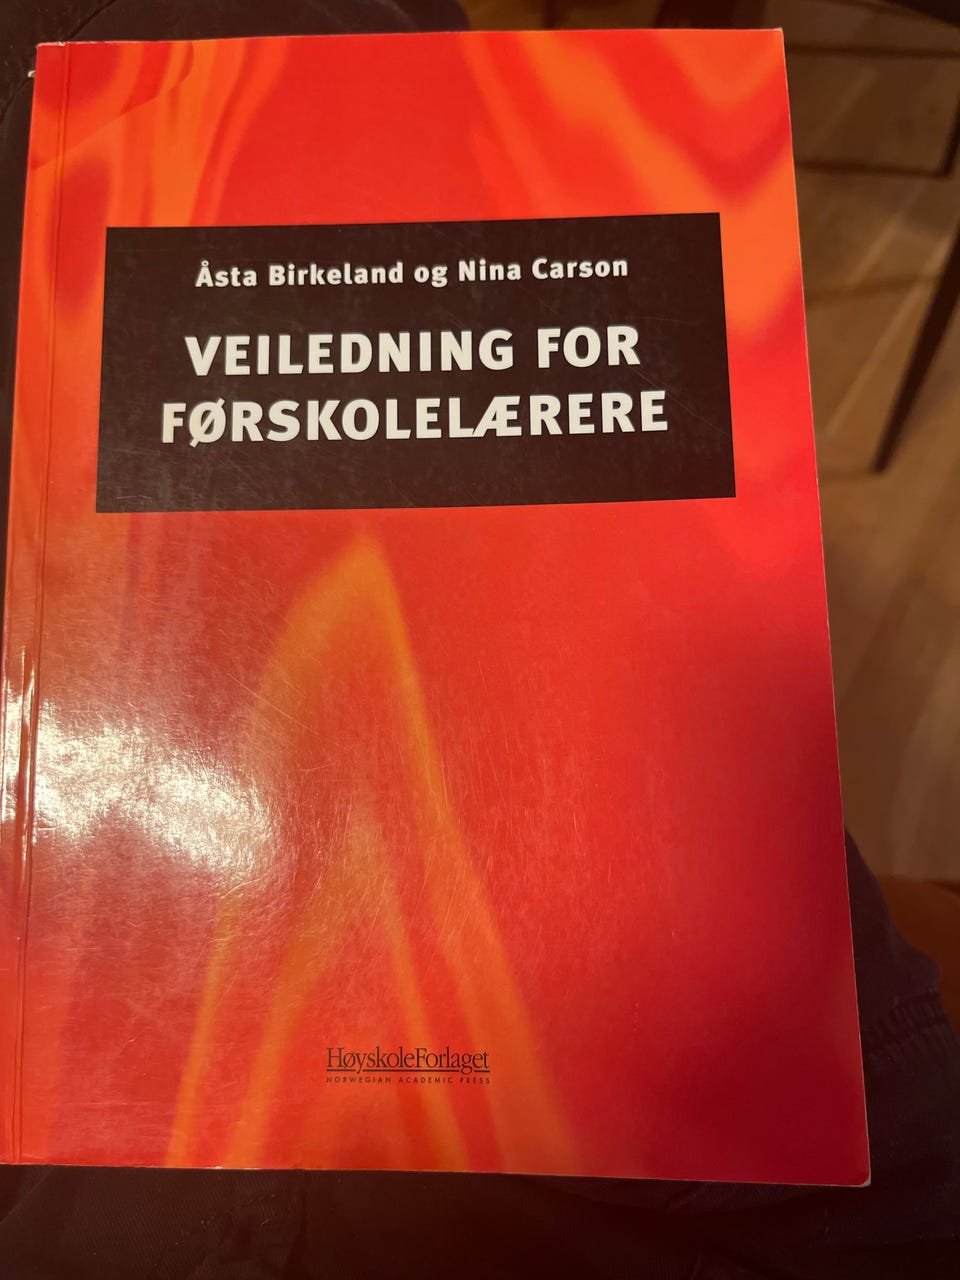 Åsta Birkeland og Nina Carson
VEILEDNING FOR
FØRSKOLELÆRERE
HøyskoleForlaget
NORWEGIAN ACADEMIC PRESS